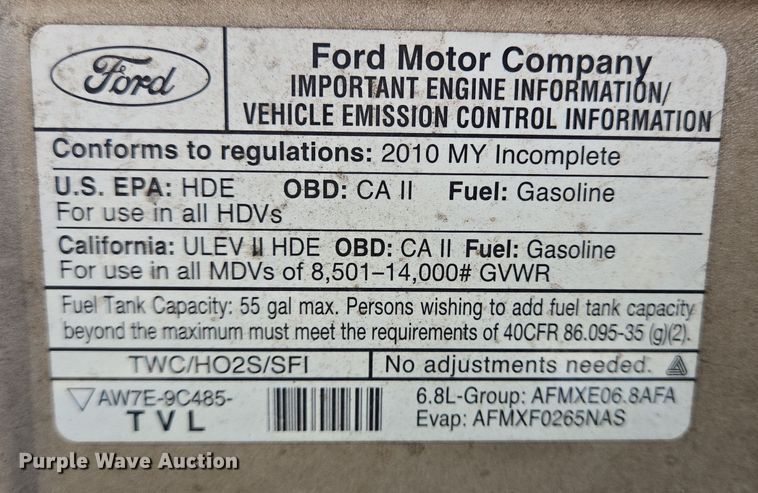 Ford
Ford Motor Company
IMPORTANT ENGINE INFORMATION/
VEHICLE EMISSION CONTROL INFORMATION
Conforms to regulations: 2010 MY Incomplete
U.S. EPA: HDE OBD: CA II Fuel: Gasoline
For use in all HDVs
California: ULEV II HDE OBD: CA II Fuel: Gasoline
For use in all MDVs of 8,501–14,000# GVWR
Fuel Tank Capacity: 55 gal max. Persons wishing to add fuel tank capacity
beyond the maximum must meet the requirements of 40CFR 86.095-35 (g)(2).
TWC/HO2S/SFI No adjustments needed.
AW7E-9C485-
TVL
6.8L-Group: AFMXE06.8AFA
Evap: AFMXF0265NAS
Purple Wave Auction